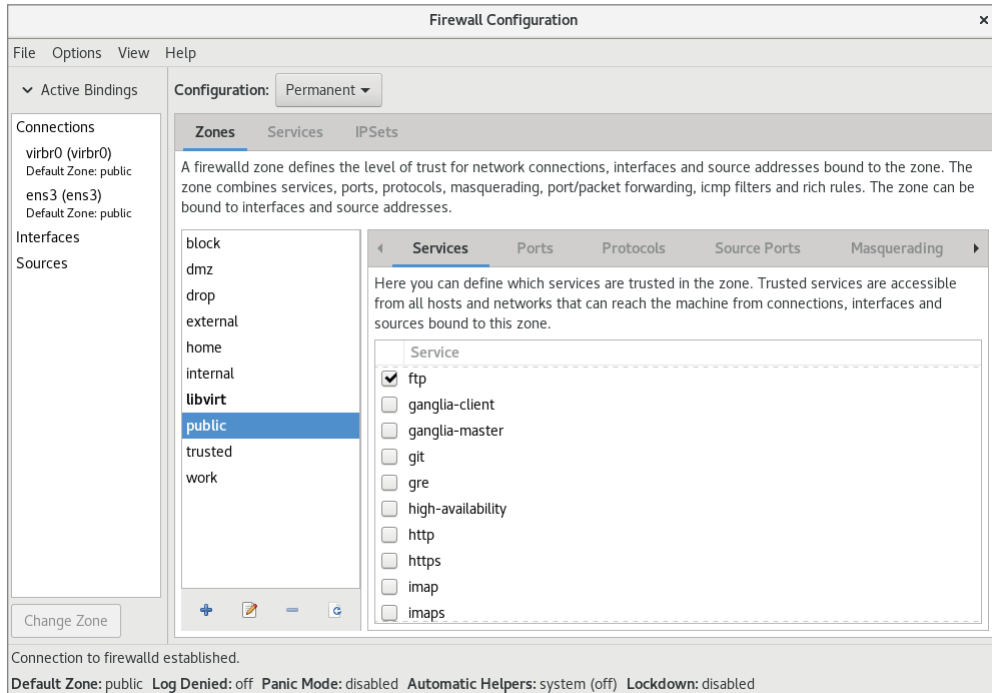 Firewall Configuration
File Options View Help
Active Bindings
Configuration: Permanent
Connections
virbr0 (virbr0)
Default Zone: public
ens3 (ens3)
Default Zone: public
Interfaces
Sources
Change Zone
Zones Services IPSets
A firewalld zone defines the level of trust for network connections, interfaces and source addresses bound to the zone. The
zone combines services, ports, protocols, masquerading, port/packet forwarding, icmp filters and rich rules. The zone can be
bound to interfaces and source addresses.
block
dmz
drop
external
home
internal
libvirt
public
trusted
work
Services Ports Protocols Source Ports Masquerading
Here you can define which services are trusted in the zone. Trusted services are accessible
from all hosts and networks that can reach the machine from connections, interfaces and
sources bound to this zone.
Service
ftp
ganglia-client
ganglia-master
git
gre
high-availability
http
https
imap
imaps
Connection to firewalld established.
Default Zone: public Log Denied: off Panic Mode: disabled Automatic Helpers: system (off) Lockdown: disabled